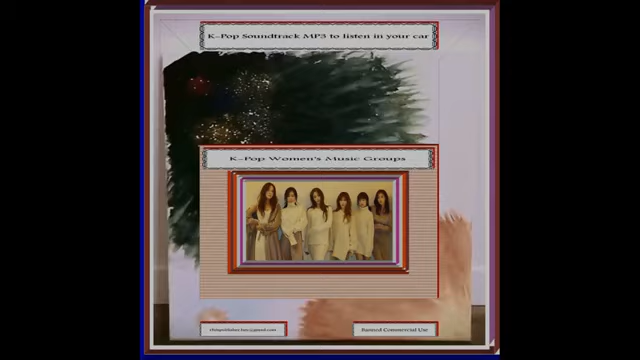 K-Pop Soundtrack MP3 to listen in your car
K-Pop Women's Music Groups
Banned Commercial Use